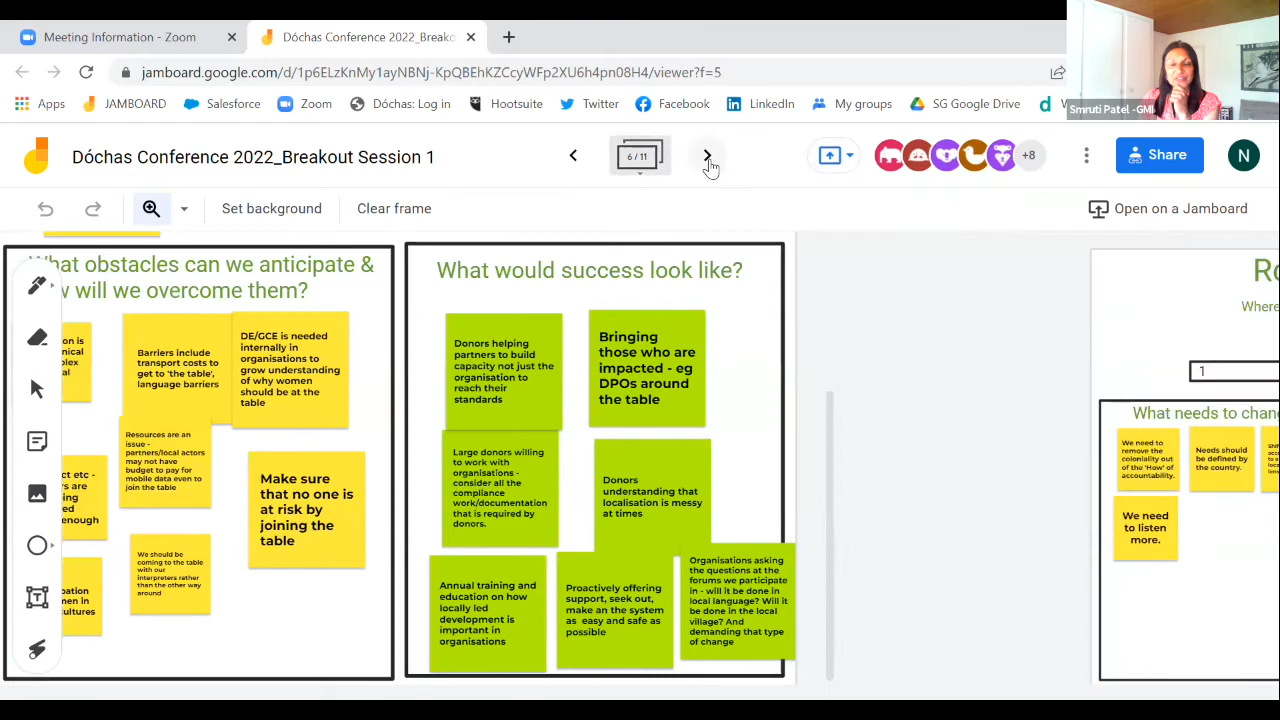 Meeting Information - Zoom
Dóchas Conference 2022_Breako
jamboard.google.com/d/1p6ELzKnMy1ayNBNj-KpQBEhKZCcyWFp2XU6h4pn08H4/viewer?f=5
Apps
JAMBOARD
Salesforce
Zoom
Dóchas: Log in
Hootsuite
Twitter
Facebook
LinkedIn
My groups
SG Google Drive
Smruti Patel -GMI
Dóchas Conference 2022_Breakout Session 1
6 / 11
+8
Share
N
Set background
Clear frame
Open on a Jamboard
What obstacles can we anticipate &
will we overcome them?
Barriers include
transport costs to
get to 'the table',
language barriers
DE/GCE is needed
internally in
organisations to
grow understanding
of why women
should be at the
table
Resources are an
issue -
partners/local actors
may not have
budget to pay for
mobile data even to
join the table
etc -
enough
Make sure
that no one is
at risk by
joining the
table
We should be
coming to the table
with our
interpreters rather
than the other way
around
What would success look like?
Donors helping
partners to build
capacity not just the
organisation to
reach their
standards
Bringing
those who are
impacted - eg
DPOs around
the table
Large donors willing
to work with
organisations -
consider all the
compliance
work/documentation
that is required by
donors.
Donors
understanding that
localisation is messy
at times
Annual training and
education on how
locally led
development is
important in
organisations
Proactively offering
support, seek out,
make an the system
as easy and safe as
possible
Organisations asking
the questions at the
forums we participate
in - will it be done in
local language? Will it
be done in the local
village? And
demanding that type
of change
Where
1
What needs to chan
We need to
remove the
coloniality out
of the 'How' of
accountability.
Needs should
be defined by
the country.
We need
to listen
more.